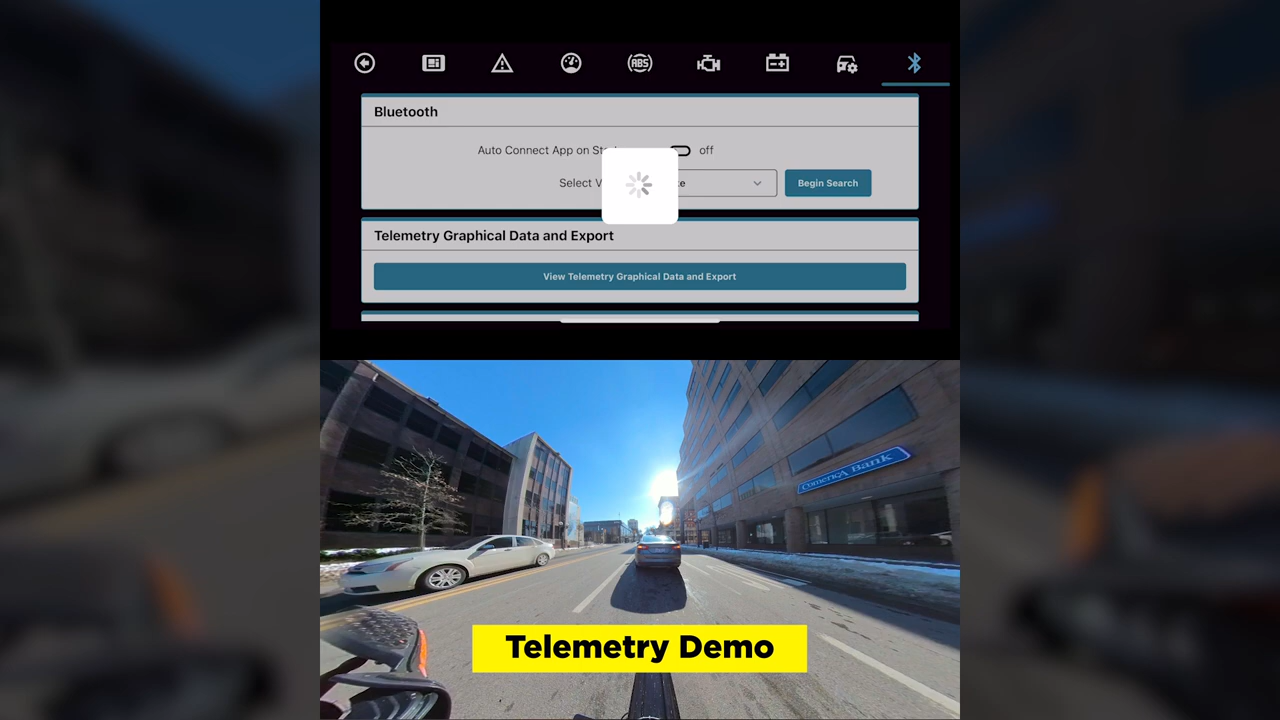 ABS
Bluetooth
Auto Connect App on St
off
Select V
Begin Search
Telemetry Graphical Data and Export
View Telemetry Graphical Data and Export
Comerica Bank
Telemetry Demo